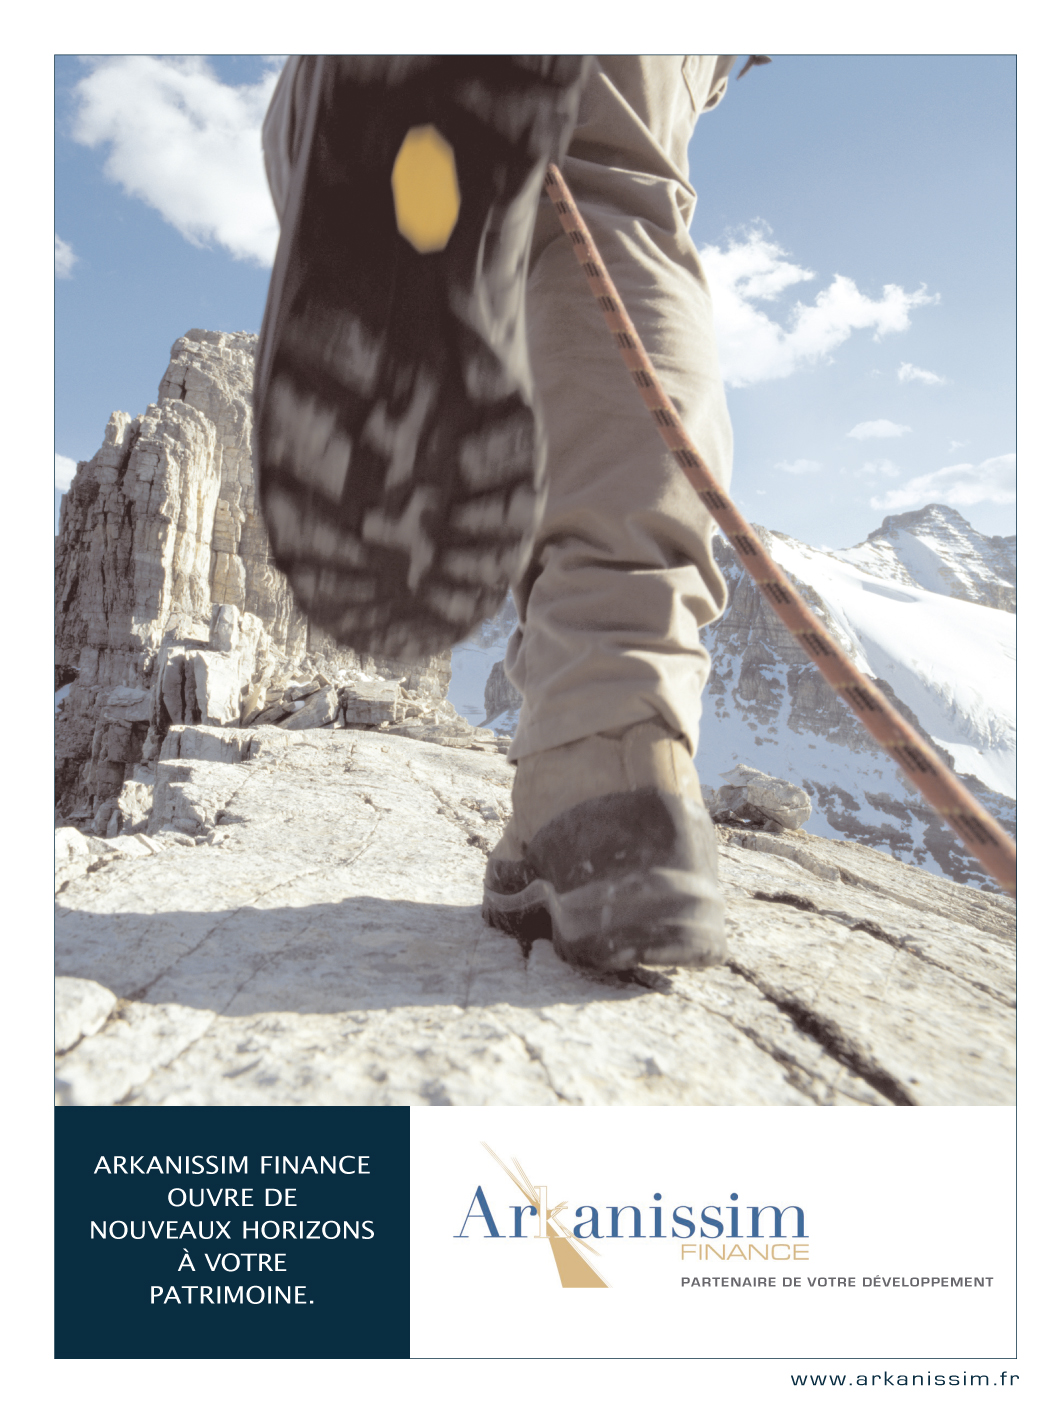 ARKANISSIM FINANCE
OUVRE DE
NOUVEAUX HORIZONS
À VOTRE
PATRIMOINE.
Arkanissim
FINANCE
PARTENAIRE DE VOTRE DÉVELOPPEMENT
www.arkanissim.fr